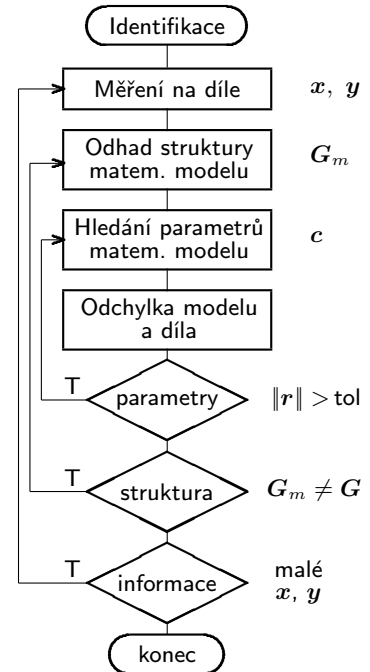 Identifikace
Měření na díle
x, y
Odhad struktury
matem. modelu
G_m
Hledání parametrů
matem. modelu
c
Odchylka modelu
a díla
T
parametry
‖r‖ > tol
T
struktura
G_m ≠ G
T
informace
malé
x, y
konec